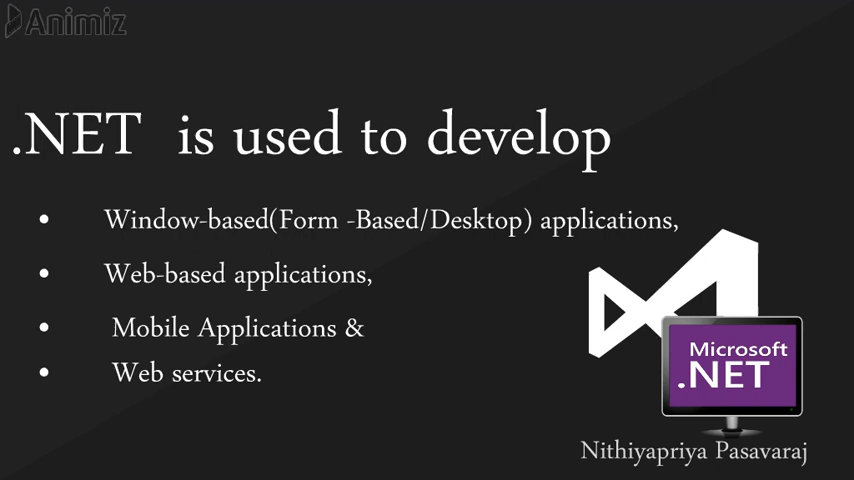 Animiz
.NET is used to develop
• Window-based(Form -Based/Desktop) applications,
• Web-based applications,
• Mobile Applications &
• Web services.
Microsoft
.NET
Nithiyapriya Pasavaraj